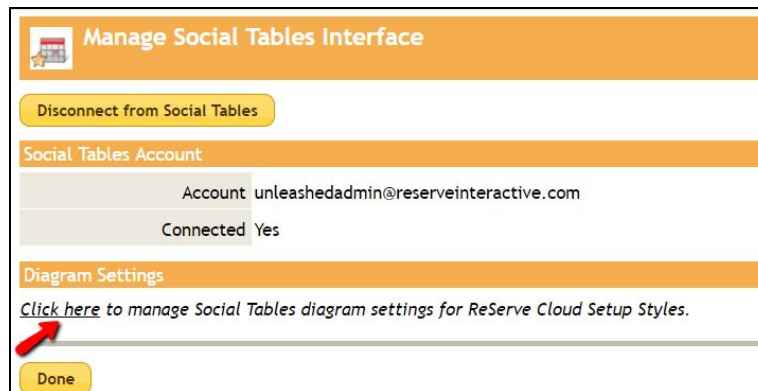 Manage Social Tables Interface
Disconnect from Social Tables
Social Tables Account
Account unleashedadmin@reserveinteractive.com
Connected Yes
Diagram Settings
Click here to manage Social Tables diagram settings for ReServe Cloud Setup Styles.
Done